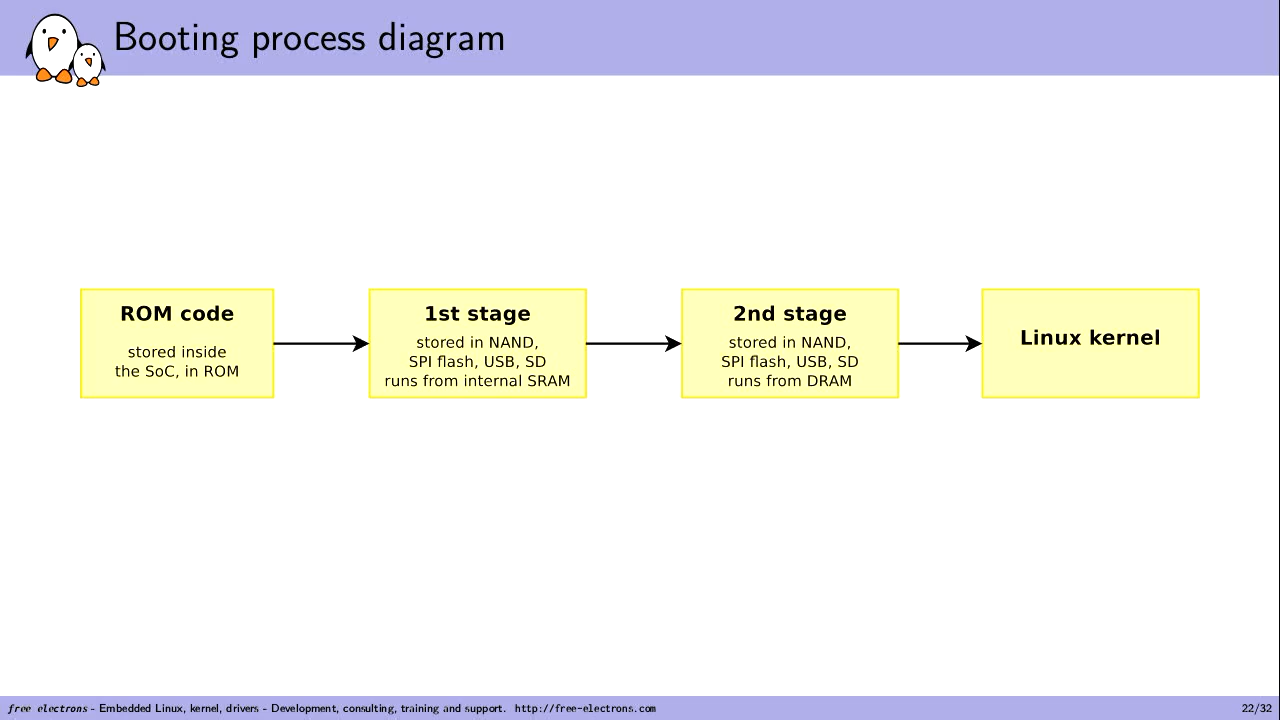 Booting process diagram
ROM code
stored inside
the SoC, in ROM
1st stage
stored in NAND,
SPI flash, USB, SD
runs from internal SRAM
2nd stage
stored in NAND,
SPI flash, USB, SD
runs from DRAM
Linux kernel
free electrons - Embedded Linux, kernel, drivers - Development, consulting, training and support. http://free-electrons.com
22/32